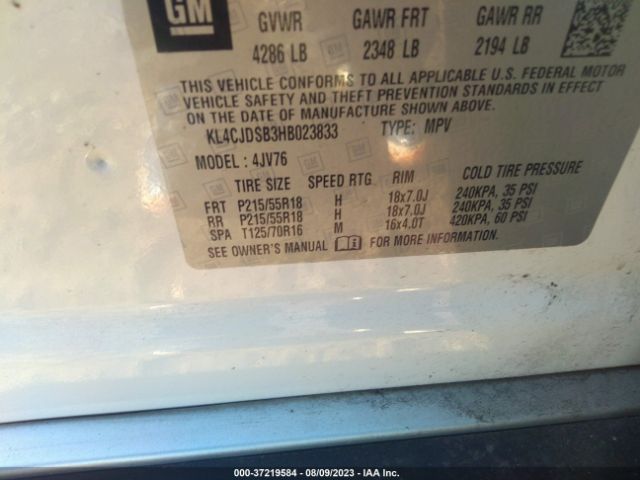 GM
GVWR GAWR FRT GAWR RR
4286 LB 2348 LB 2194 LB
THIS VEHICLE CONFORMS TO ALL APPLICABLE U.S. FEDERAL MOTOR
VEHICLE SAFETY AND THEFT PREVENTION STANDARDS IN EFFECT
ON THE DATE OF MANUFACTURE SHOWN ABOVE.
KL4CJDSB3HB023833 TYPE: MPV
MODEL: 4JV76
TIRE SIZE SPEED RTG RIM COLD TIRE PRESSURE
FRT P215/55R18 H 18x7.0J 240KPA, 35 PSI
RR P215/55R18 H 18x7.0J 240KPA, 35 PSI
SPA T125/70R16 M 16x4.0T 420KPA, 60 PSI
SEE OWNER'S MANUAL FOR MORE INFORMATION.
000-37219584 - 08/09/2023 - IAA Inc.